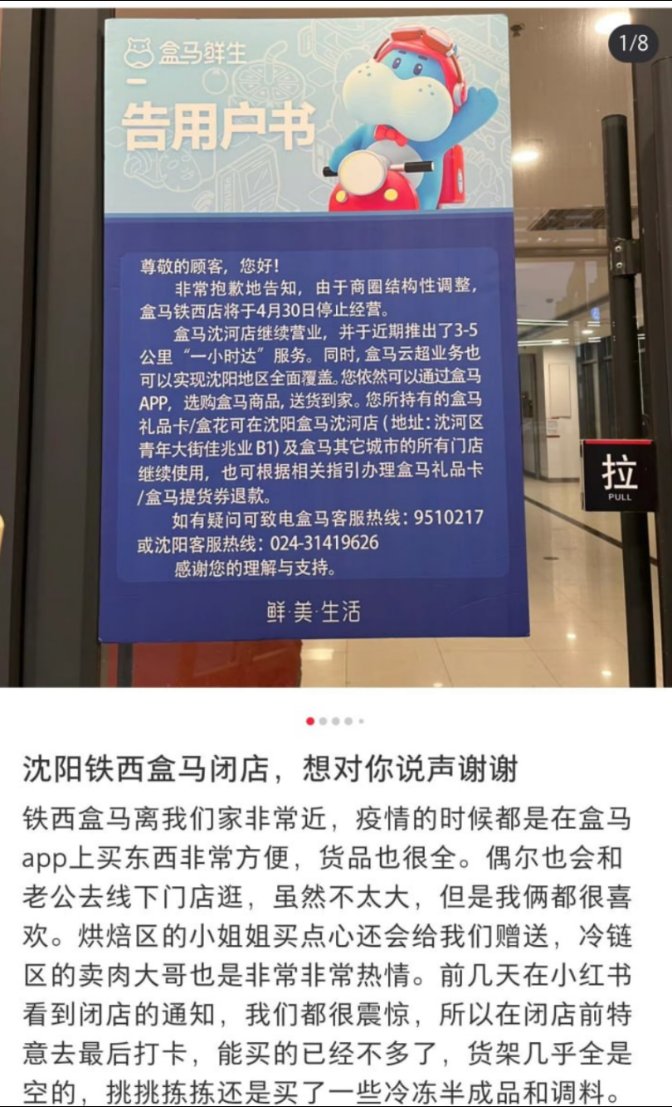 1/8
盒马鲜生
告用户书
尊敬的顾客，您好！
非常抱歉地告知，由于商圈结构性调整，
盒马铁西店将于4月30日停止经营。
盒马沈河店继续营业，并于近期推出了3-5
公里“一小时达”服务。同时，盒马云超业务也
可以实现沈阳地区全面覆盖。您依然可以通过盒马
APP，选购盒马商品，送货到家。您所持有的盒马
礼品卡/盒花可在沈阳盒马沈河店（地址：沈河区
青年大街佳兆业B1）及盒马其它城市的所有门店
继续使用，也可根据相关指引办理盒马礼品卡
/盒马提货券退款。
如有疑问可致电盒马客服热线：9510217
或沈阳客服热线：024-31419626
感谢您的理解与支持。
鲜·美·生活
拉
PULL
沈阳铁西盒马闭店，想对你说声谢谢
铁西盒马离我们家非常近，疫情的时候都是在盒马
app上买东西非常方便，货品也很全。偶尔也会和
老公去线下门店逛，虽然不太大，但是我俩都很喜
欢。烘焙区的小姐姐买点心还会给我们赠送，冷链
区的卖肉大哥也是非常非常热情。前几天在小红书
看到闭店的通知，我们都很震惊，所以在闭店前特
意去最后打卡，能买的已经不多了，货架几乎全是
空的，挑挑拣拣还是买了一些冷冻半成品和调料。